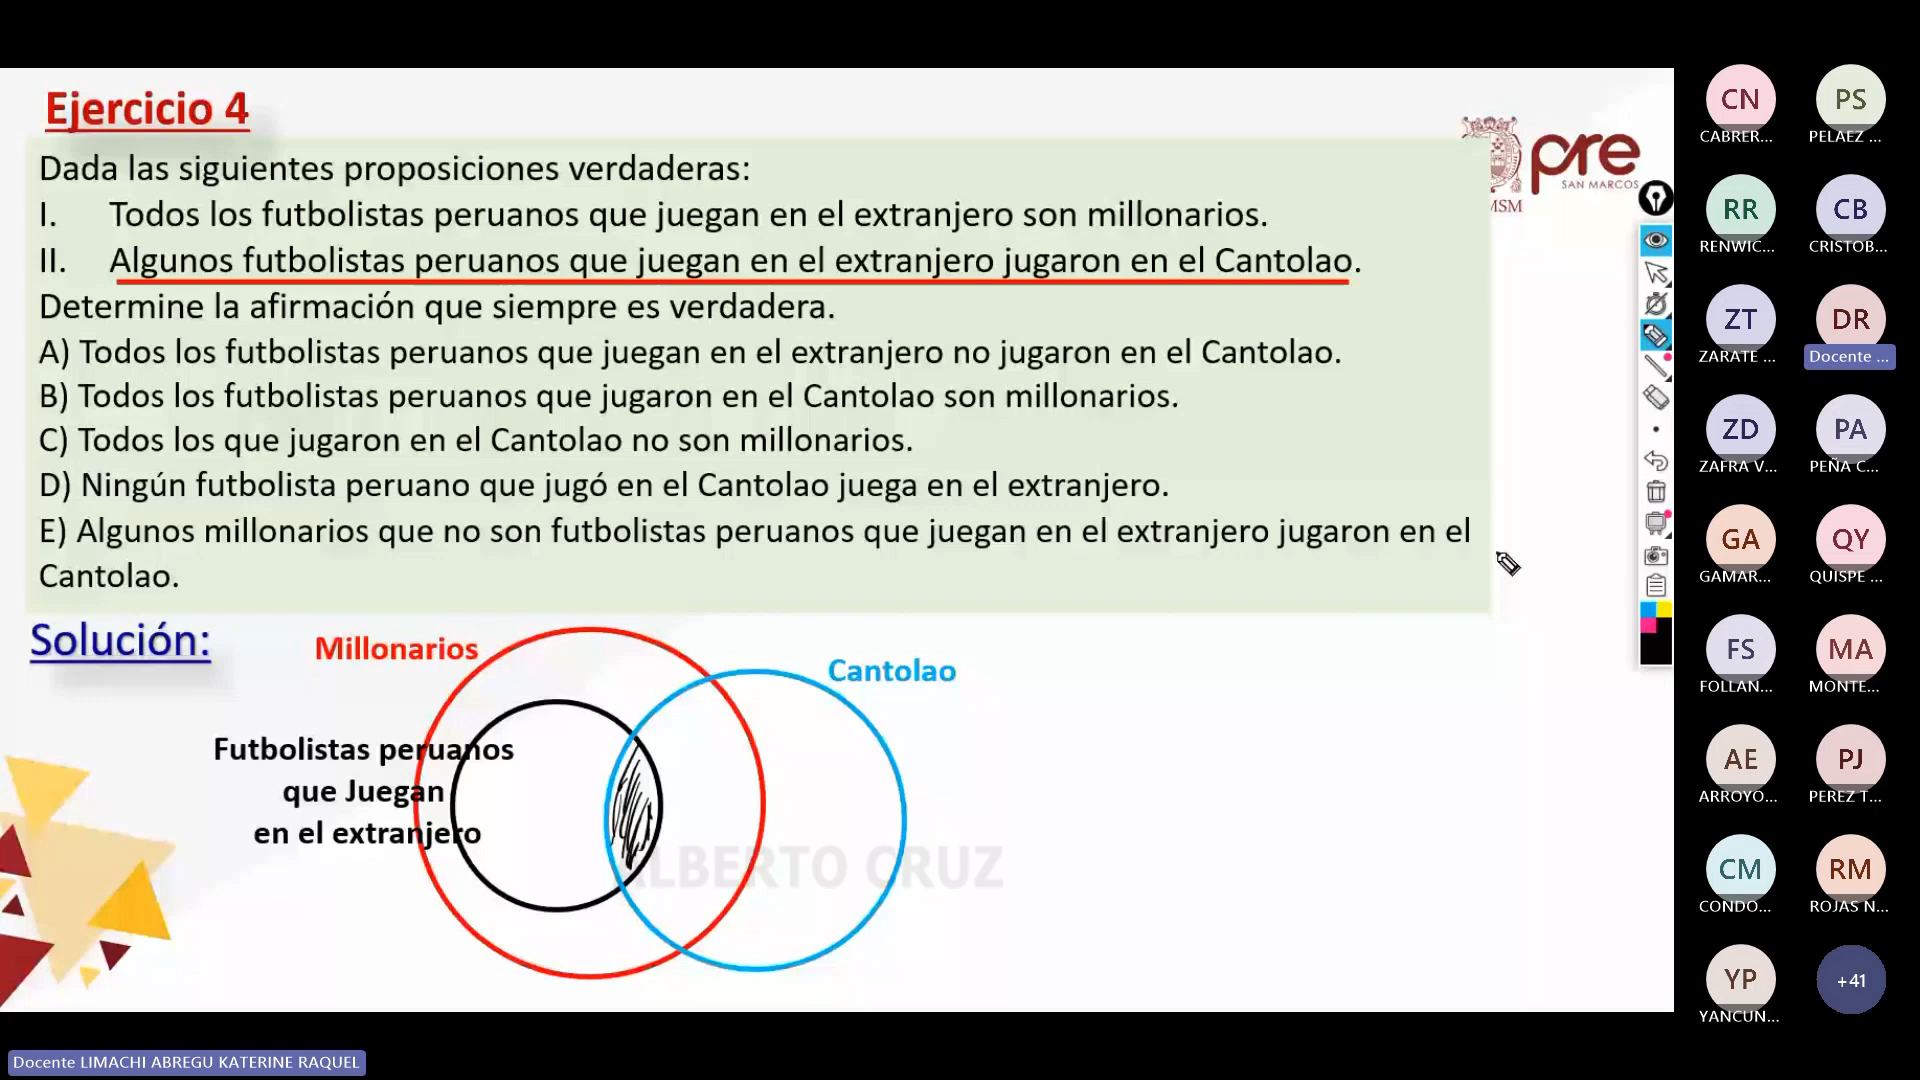 Ejercicio 4
Dada las siguientes proposiciones verdaderas:
I. Todos los futbolistas peruanos que juegan en el extranjero son millonarios.
II. Algunos futbolistas peruanos que juegan en el extranjero jugaron en el Cantolao.
Determine la afirmación que siempre es verdadera.
A) Todos los futbolistas peruanos que juegan en el extranjero no jugaron en el Cantolao.
B) Todos los futbolistas peruanos que jugaron en el Cantolao son millonarios.
C) Todos los que jugaron en el Cantolao no son millonarios.
D) Ningún futbolista peruano que jugó en el Cantolao juega en el extranjero.
E) Algunos millonarios que no son futbolistas peruanos que juegan en el extranjero jugaron en el
Cantolao.
pre
SAN MARCOS
MSM
Solución:
Millonarios
Cantolao
Futbolistas peruanos
que Juegan
en el extranjero
ALBERTO CRUZ
CN
CABRER...
PS
PELAEZ ...
RR
RENWIC...
CB
CRISTOB...
ZT
ZARATE ...
DR
Docente ...
ZD
ZAFRA V...
PA
PEÑA C...
GA
GAMAR...
QY
QUISPE ...
FS
FOLLAN...
MA
MONTE...
AE
ARROYO...
PJ
PEREZ T...
CM
CONDO...
RM
ROJAS N...
YP
YANCUN...
+41
Docente LIMACHI ABREGU KATERINE RAQUEL